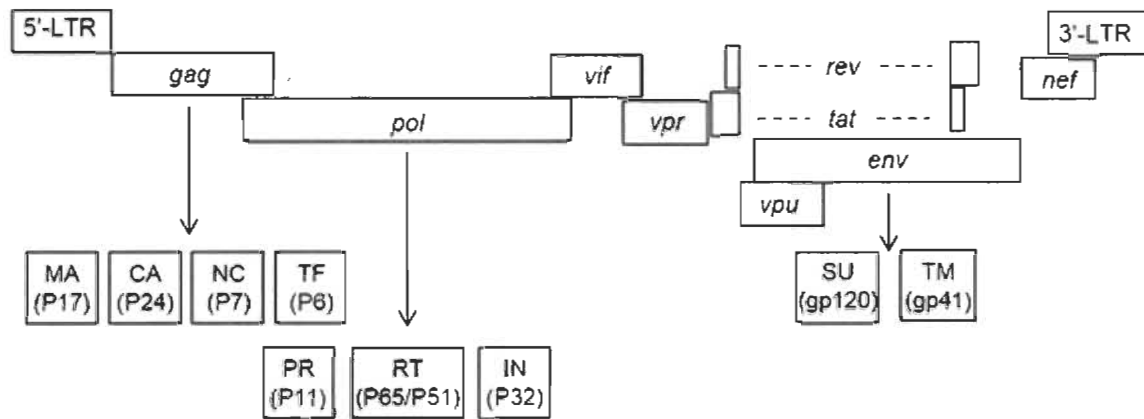 5'-LTR
3'-LTR
gag
vif
rev
nef
pol
vpr
tat
env
vpu
MA
(P17)
CA
(P24)
NC
(P7)
TF
(P6)
SU
(gp120)
TM
(gp41)
PR
(P11)
RT
(P65/P51)
IN
(P32)